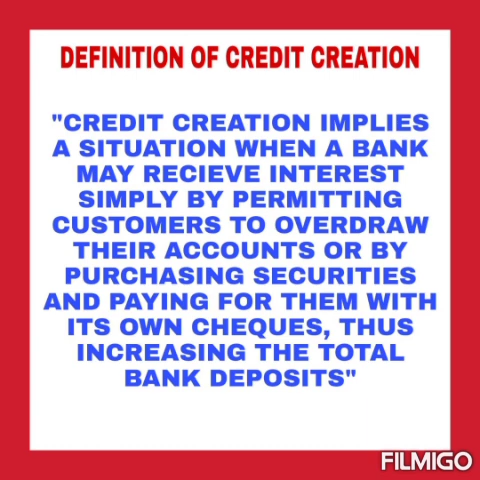 DEFINITION OF CREDIT CREATION
"CREDIT CREATION IMPLIES
A SITUATION WHEN A BANK
MAY RECIEVE INTEREST
SIMPLY BY PERMITTING
CUSTOMERS TO OVERDRAW
THEIR ACCOUNTS OR BY
PURCHASING SECURITIES
AND PAYING FOR THEM WITH
ITS OWN CHEQUES, THUS
INCREASING THE TOTAL
BANK DEPOSITS"
FILMIGO